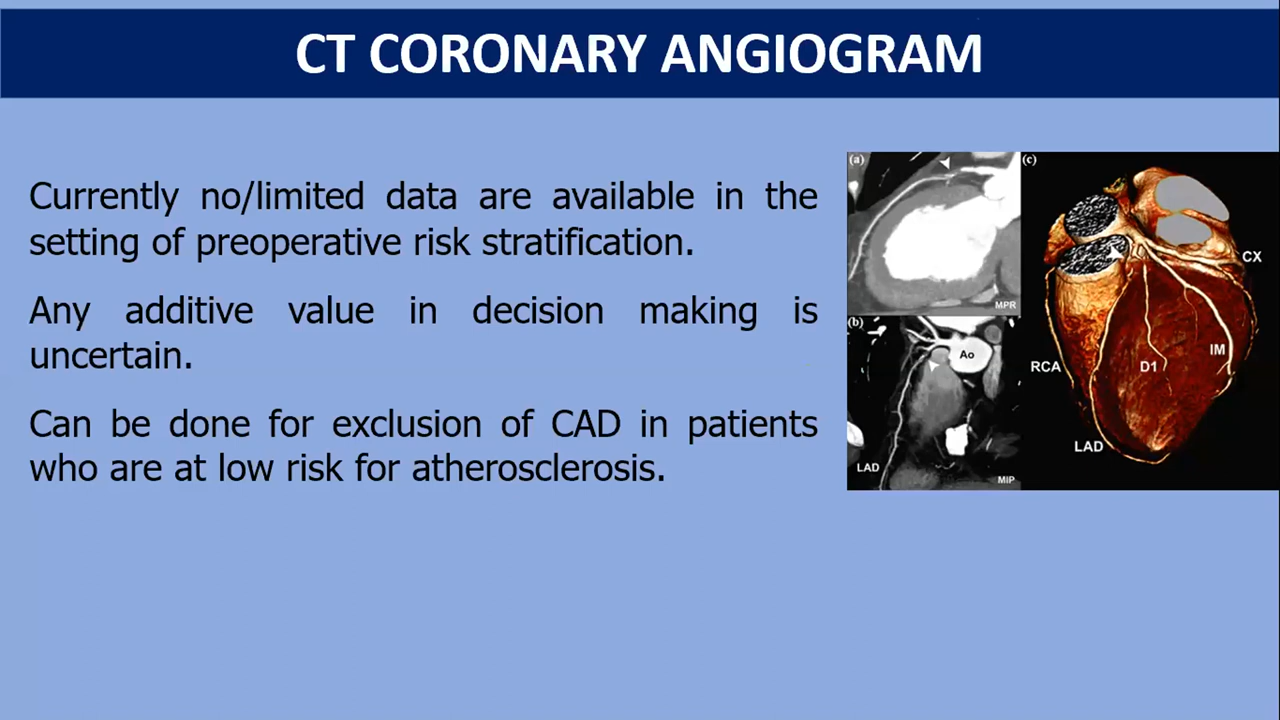 CT CORONARY ANGIOGRAM
Currently no/limited data are available in the
setting of preoperative risk stratification.
Any additive value in decision making is
uncertain.
Can be done for exclusion of CAD in patients
who are at low risk for atherosclerosis.
(a)
MPR
(b)
Ao
LAD
MIP
(c)
CX
IM
RCA
D1
LAD